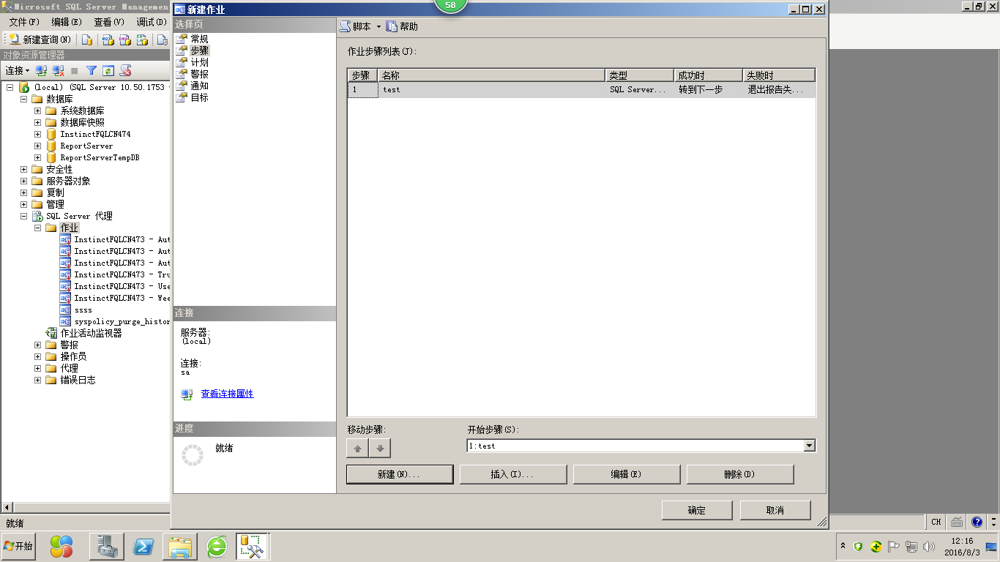 Microsoft SQL Server Management
文件(F) 编辑(E) 查看(V) 调试(D)
新建查询(N)
对象资源管理器
连接
(local) (SQL Server 10.50.1753 -
数据库
系统数据库
数据库快照
InstinctFQLCN474
ReportServer
ReportServerTempDB
安全性
服务器对象
复制
管理
SQL Server 代理
作业
InstinctFQLCN473 - Aut
InstinctFQLCN473 - Aut
InstinctFQLCN473 - Aut
InstinctFQLCN473 - Tru
InstinctFQLCN473 - Use
InstinctFQLCN473 - Wee
ssss
syspolicy_purge_histor
作业活动监视器
警报
操作员
代理
错误日志
就绪
新建作业
58
选择页
常规
步骤
计划
警报
通知
目标
连接
服务器:
(local)
连接:
sa
查看连接属性
进度
就绪
脚本 帮助
作业步骤列表(T):
步骤 名称 类型 成功时 失败时
1 test SQL Server... 转到下一步 退出报告失...
移动步骤: 开始步骤(S):
1:test
新建(N)... 插入(I)... 编辑(E) 删除(D)
确定 取消
CH
开始
12:16
2016/8/3